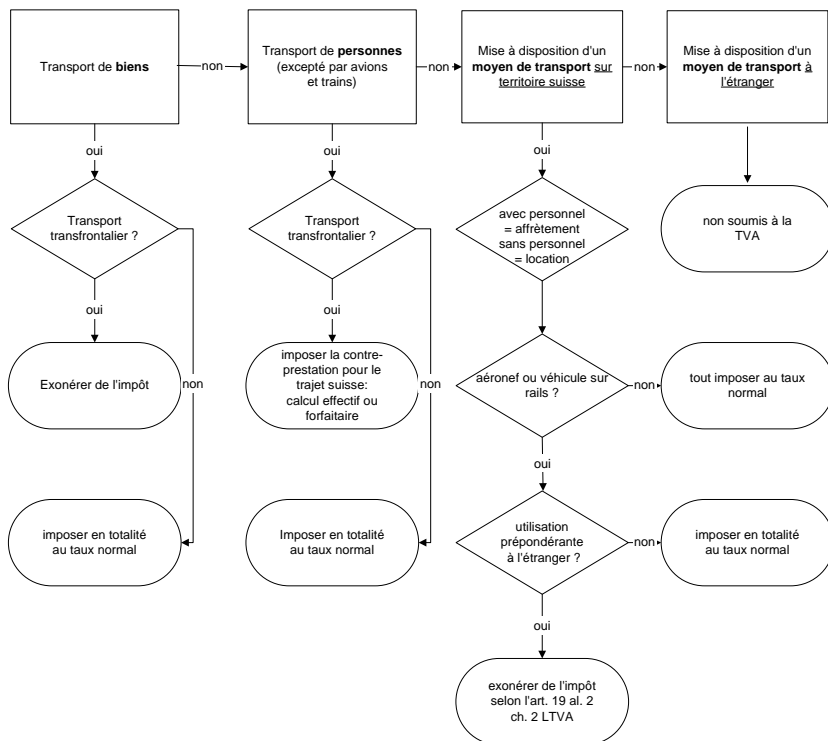 Transport de biens
non
Transport de personnes
(excepté par avions
et trains)
non
Mise à disposition d'un
moyen de transport sur
territoire suisse
non
Mise à disposition d'un
moyen de transport à
l'étranger
oui
oui
oui
Transport
transfrontalier ?
Transport
transfrontalier ?
avec personnel
= affrètement
sans personnel
= location
non soumis à la
TVA
oui
oui
Exonérer de l'impôt
non
imposer la contre-
prestation pour le
trajet suisse:
calcul effectif ou
forfaitaire
non
aéronef ou véhicule sur
rails ?
non
tout imposer au taux
normal
oui
imposer en totalité
au taux normal
Imposer en totalité
au taux normal
utilisation
prépondérante
à l'étranger ?
non
imposer en totalité
au taux normal
oui
exonérer de l'impôt
selon l'art. 19 al. 2
ch. 2 LTVA